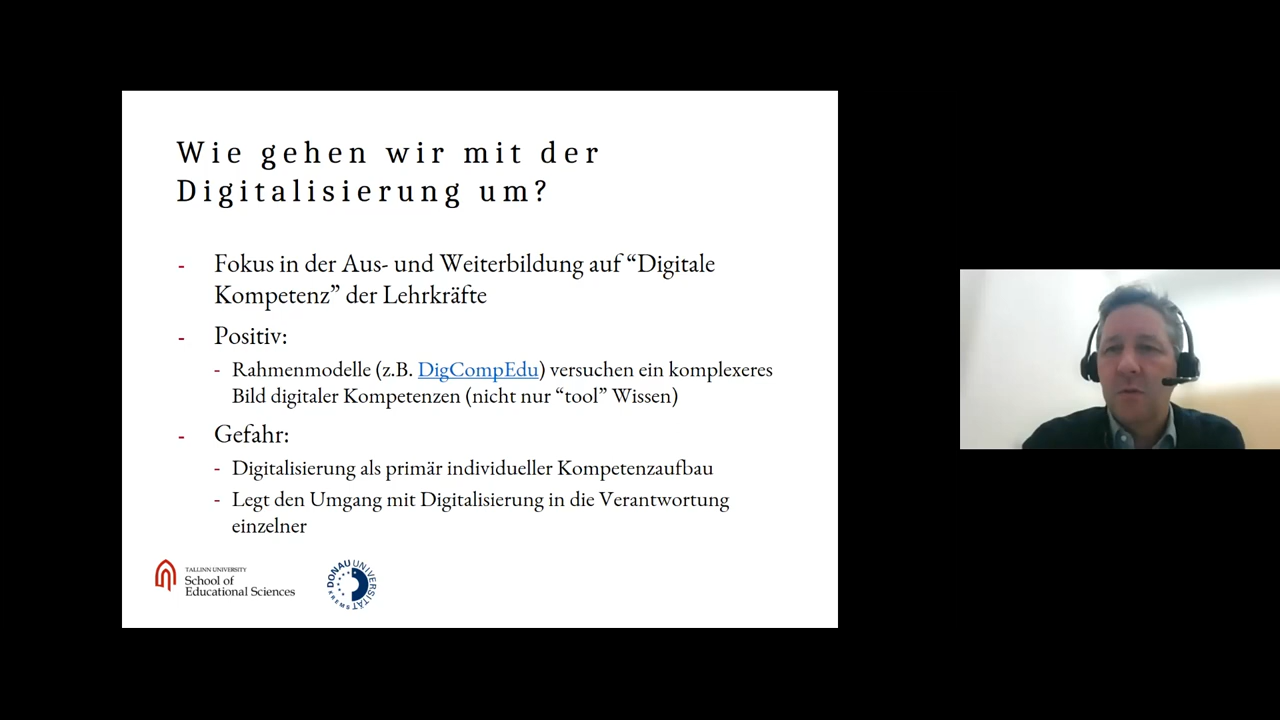 Wie gehen wir mit der
Digitalisierung um?
- Fokus in der Aus- und Weiterbildung auf “Digitale
Kompetenz” der Lehrkräfte
- Positiv:
- Rahmenmodelle (z.B. DigCompEdu) versuchen ein komplexeres
Bild digitaler Kompetenzen (nicht nur “tool” Wissen)
- Gefahr:
- Digitalisierung als primär individueller Kompetenzaufbau
- Legt den Umgang mit Digitalisierung in die Verantwortung
einzelner
TALLINN UNIVERSITY
School of
Educational Sciences
DONAU UNIVERSITÄT
KREMS